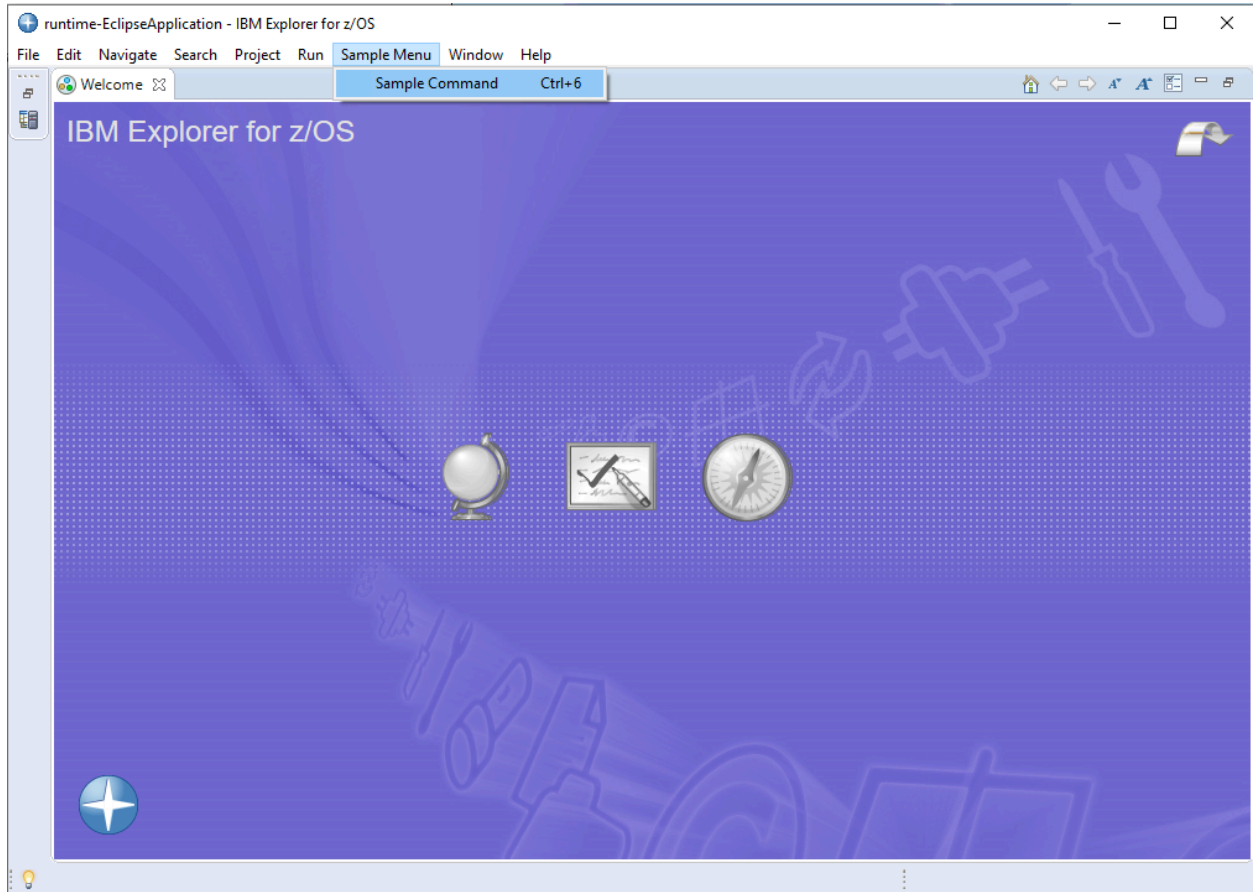 runtime-EclipseApplication - IBM Explorer for z/OS
File Edit Navigate Search Project Run Sample Menu Window Help
Welcome
Sample Command Ctrl+6
IBM Explorer for z/OS